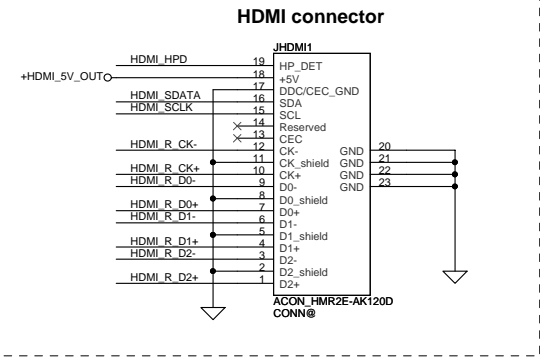 HDMI connector
JHDMI1
HDMI_HPD 19 HP_DET
+HDMI_5V_OUT 18 +5V
17 DDC/CEC_GND
HDMI_SDATA 16 SDA
HDMI_SCLK 15 SCL
14 Reserved
13 CEC
HDMI_R_CK- 12 CK- GND 20
11 CK_shield GND 21
HDMI_R_CK+ 10 CK+ GND 22
HDMI_R_D0- 9 D0- GND 23
8 D0_shield
HDMI_R_D0+ 7 D0+
HDMI_R_D1- 6 D1-
5 D1_shield
HDMI_R_D1+ 4 D1+
HDMI_R_D2- 3 D2-
2 D2_shield
HDMI_R_D2+ 1 D2+
ACON_HMR2E-AK120D
CONN@